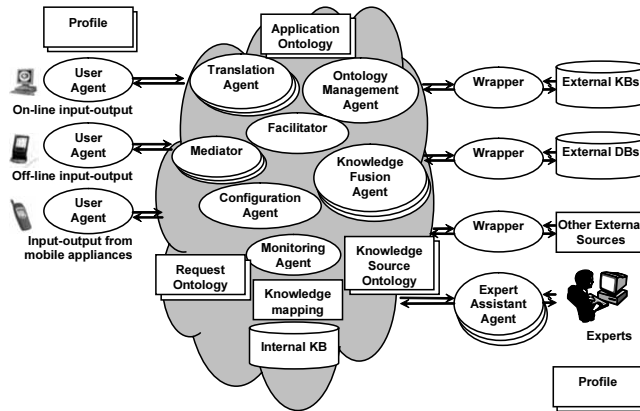 Profile
Application
Ontology
User
Agent
On-line input-output
Translation
Agent
Ontology
Management
Agent
Wrapper
External KBs
Facilitator
User
Agent
Off-line input-output
Mediator
Knowledge
Fusion
Agent
Wrapper
External DBs
User
Agent
Input-output from
mobile appliances
Configuration
Agent
Wrapper
Other External
Sources
Monitoring
Agent
Request
Ontology
Knowledge
Source
Ontology
Knowledge
mapping
Expert
Assistant
Agent
Experts
Internal KB
Profile